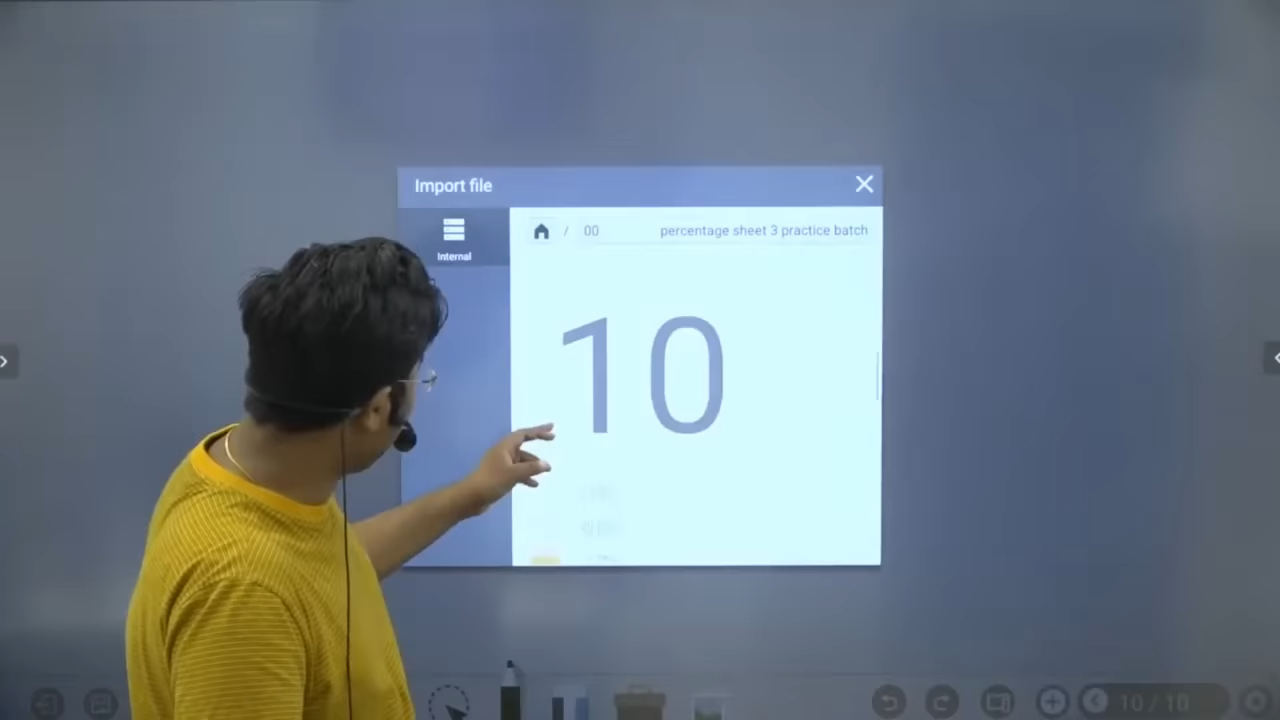 Import file
Internal
/ 00 percentage sheet 3 practice batch
10
10 / 10